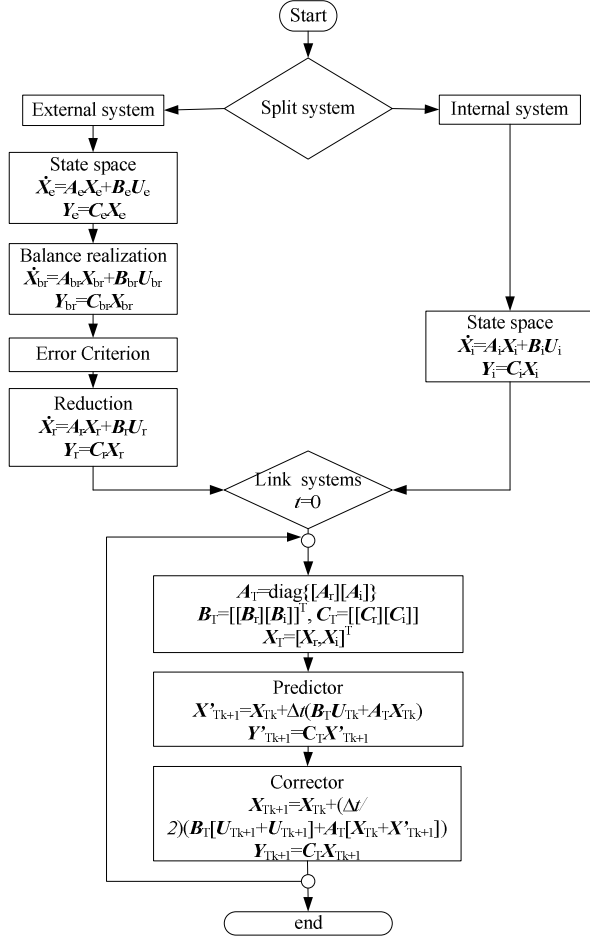 Start
Split system
External system
Internal system
State space
Ẋe=AeXe+BeUe
Ye=CeXe
Balance realization
Ẋbr=AbrXbr+BbrUbr
Ybr=CbrXbr
Error Criterion
Reduction
Ẋr=ArXr+BrUr
Yr=CrXr
State space
Ẋi=AiXi+BiUi
Yi=CiXi
Link systems
t=0
AT=diag{[Ar][Ai]}
BT=[[Br][Bi]]T, CT=[[Cr][Ci]]
XT=[Xr,Xi]T
Predictor
X'Tk+1=XTk+Δt(BTUTk+ATXTk)
Y'Tk+1=CTX'Tk+1
Corrector
XTk+1=XTk+(Δt/
2)(BT[UTk+1+UTk+1]+AT[XTk+X'Tk+1])
YTk+1=CTXTk+1
end